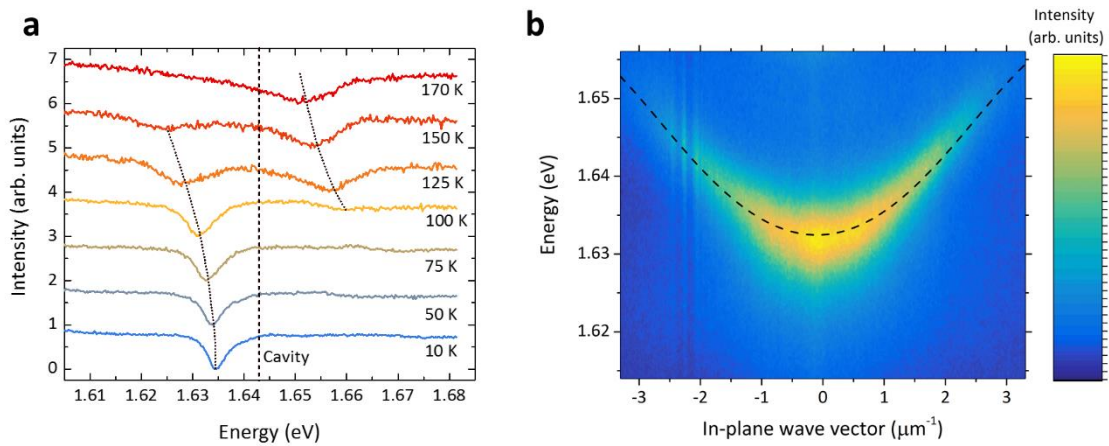 a
7
6
5
4
3
2
1
0
Intensity (arb. units)
170 K
150 K
125 K
100 K
75 K
50 K
10 K
Cavity
1.61 1.62 1.63 1.64 1.65 1.66 1.67 1.68
Energy (eV)
b
Intensity
(arb. units)
1.65
1.64
1.63
1.62
Energy (eV)
-3 -2 -1 0 1 2 3
In-plane wave vector (μm⁻¹)